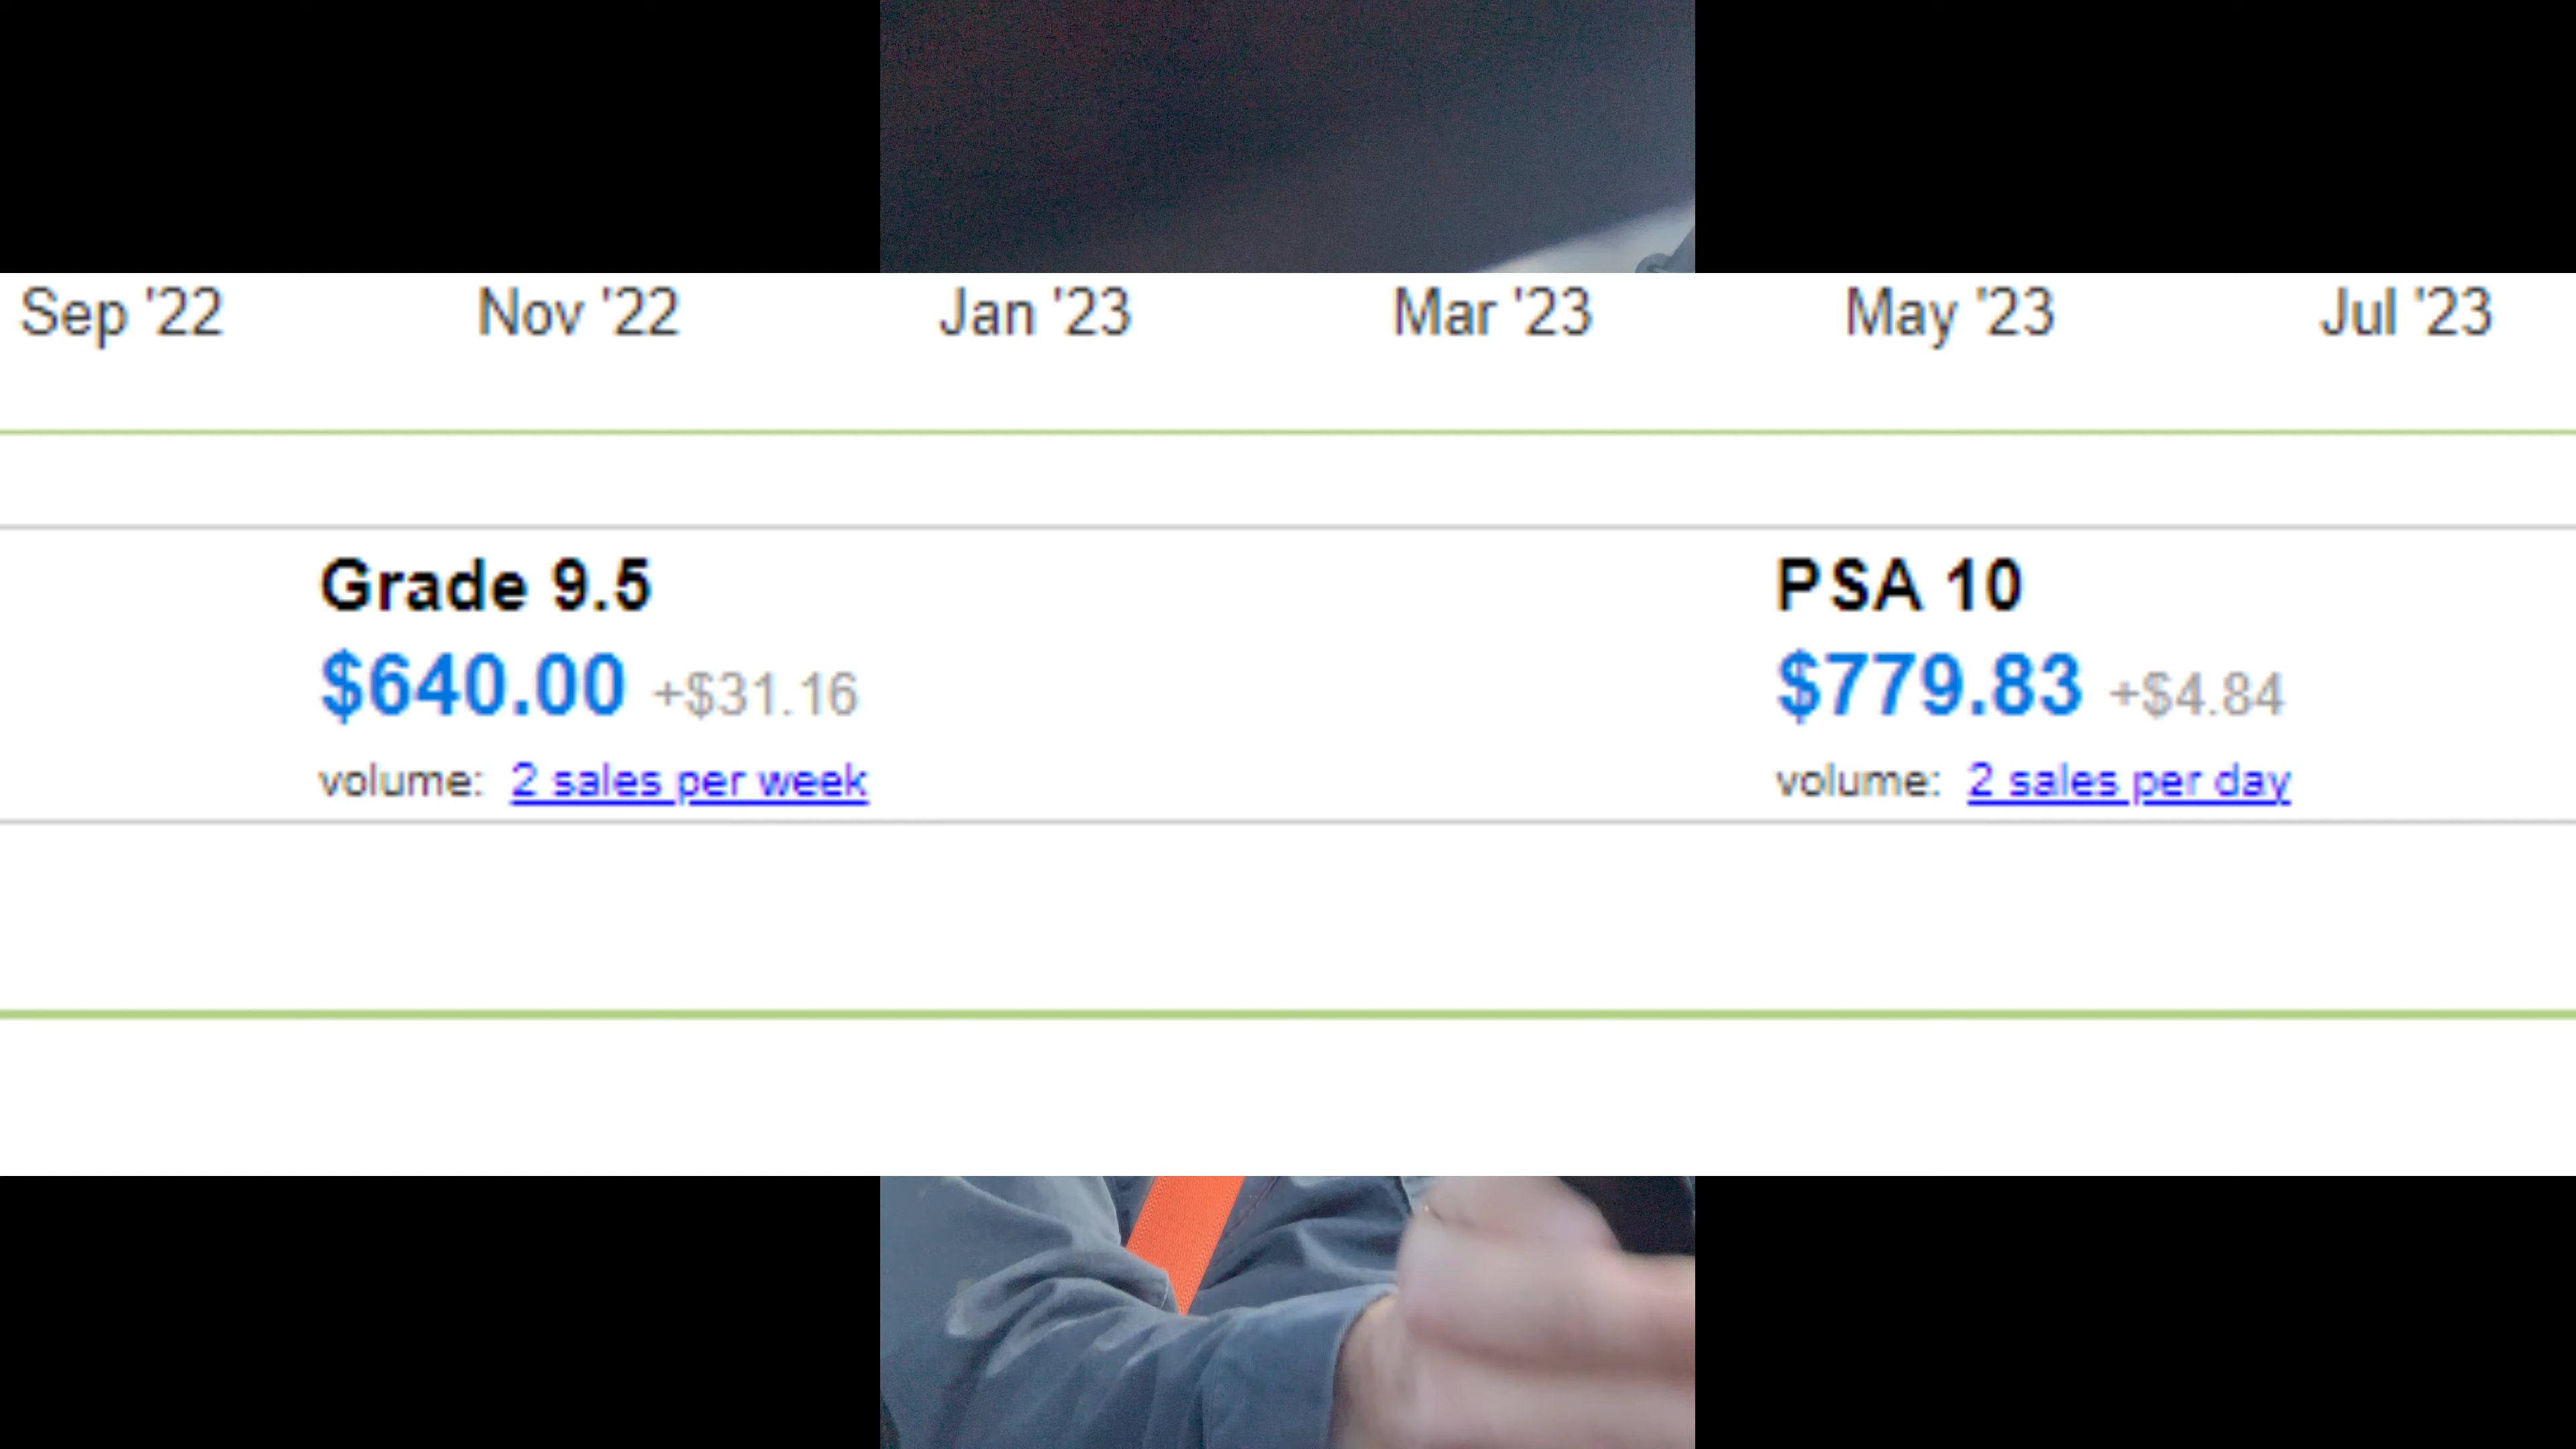 Sep '22 Nov '22 Jan '23 Mar '23 May '23 Jul '23
Grade 9.5 PSA 10
$640.00 +$31.16 $779.83 +$4.84
volume: 2 sales per week volume: 2 sales per day